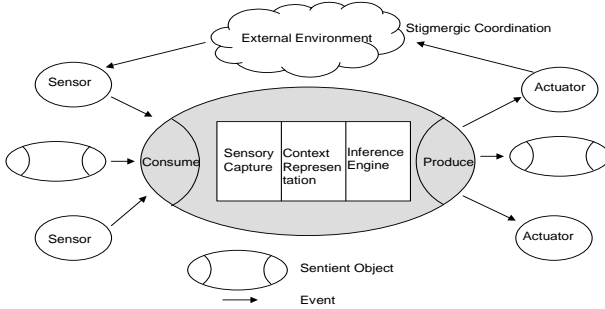 External Environment
Stigmergic Coordination
Sensor
Actuator
Consume
Sensory
Capture
Context
Represen
tation
Inference
Engine
Produce
Sensor
Actuator
Sentient Object
Event